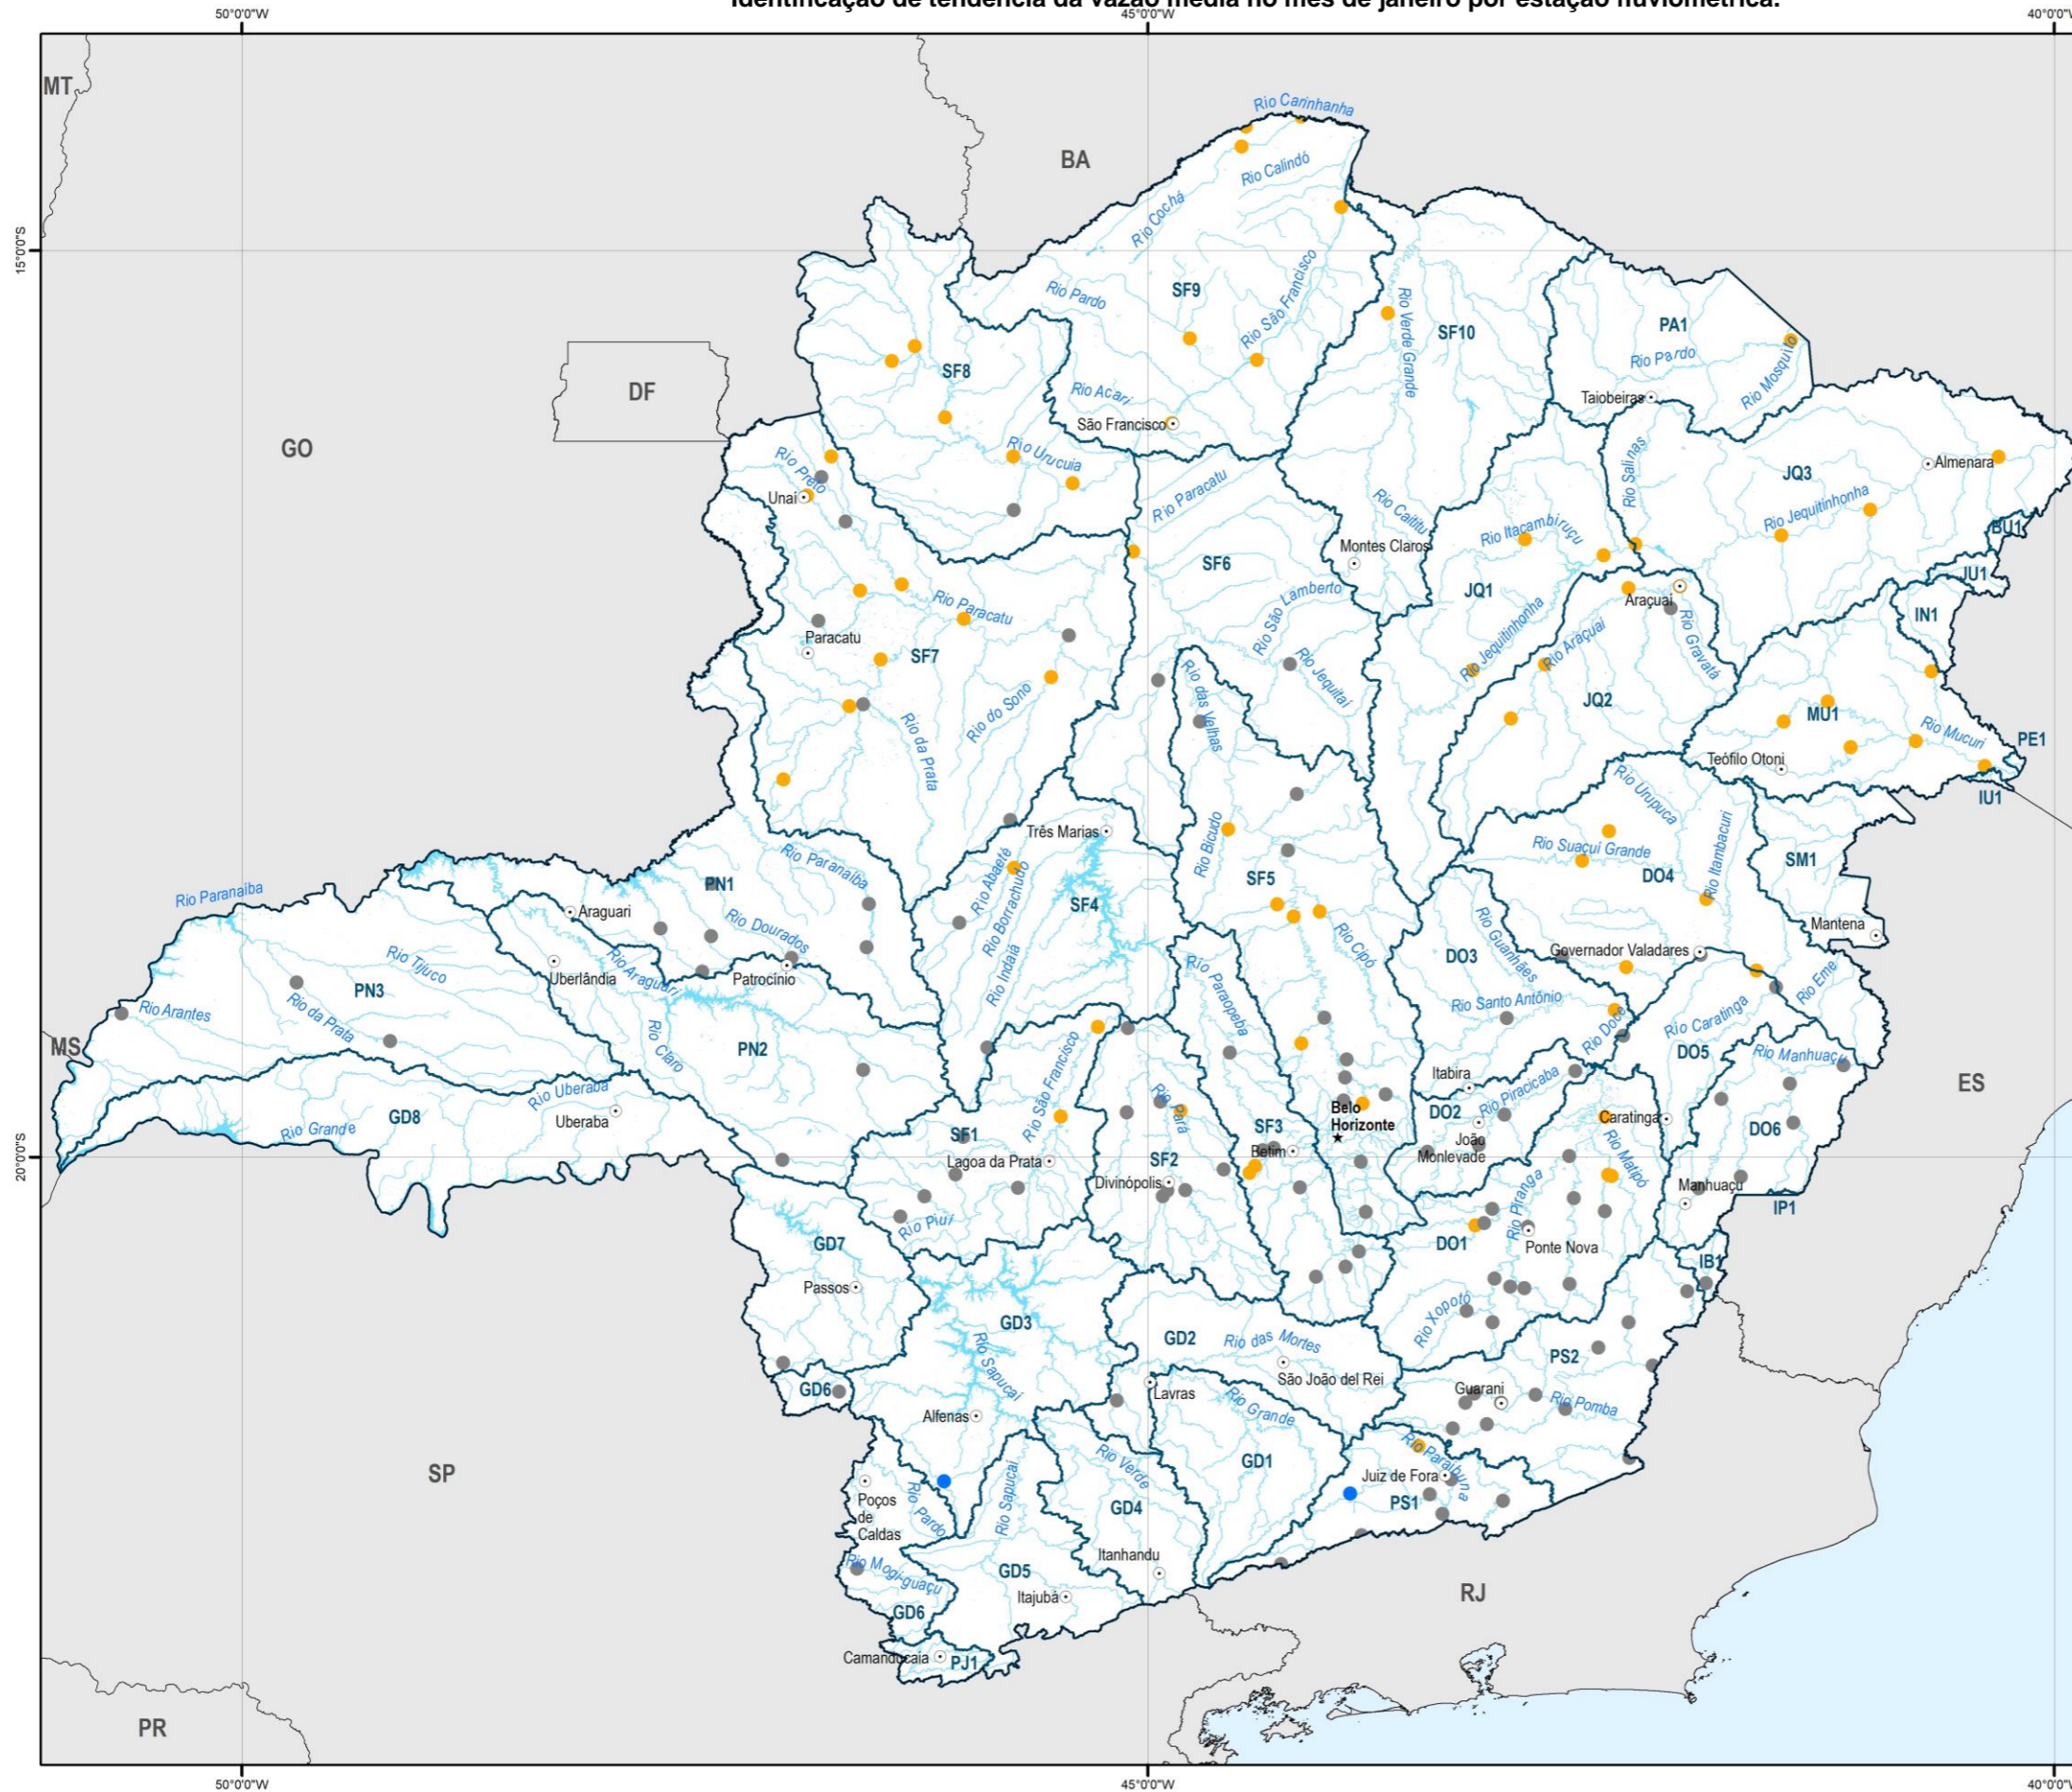 Identificação de tendência da vazão média no mês de janeiro por estação fluviométrica.
50°0'0"W
45°0'0"W
40°0'0"W
MT
Rio Carinhanha
BA
Rio Calindó
Rio Cochá
15°0'0"S
Rio Pardo
SF9
Rio São Francisco
Rio Verde Grande
SF10
PA1
Rio Pardo
Rio Mosquito
DF
SF8
Rio Acari
Taiobeiras
São Francisco
GO
Rio Preto
Rio Urucuia
Rio Salinas
Almenara
JQ3
Unaí
Rio Paracatu
Rio Caititu
Rio Jequitinhonha
BU1
Rio Itacambiruçu
Montes Claros
SF6
JU1
JQ1
Rio São Lamberto
Araçuaí
Rio Paracatu
IN1
Paracatu
Rio Jequitinhonha
Rio Araçuaí
Rio Gravatá
SF7
Rio Jequitaí
Rio das Velhas
Rio do Sono
JQ2
MU1
Rio da Prata
Rio Mucuri
PE1
Teófilo Otoni
IU1
Rio Urupuca
Três Marias
Rio Bicudo
Rio Suaçuí Grande
Rio Itambacuri
SM1
Rio Paranaíba
Rio Abaeté
PN1
SF5
DO4
Rio Paranaíba
Rio Borrachudo
SF4
Araguari
Rio Dourados
Rio Guanhães
Mantena
Rio Cipó
Governador Valadares
DO3
Rio Tijuco
Rio Araguari
Rio Indaiá
Rio Paraopeba
Uberlândia
Patrocínio
Rio Eme
PN3
Rio Arantes
Rio da Prata
Rio Santo Antônio
Rio Caratinga
Rio Doce
MS
Rio Claro
PN2
Rio São Francisco
DO5
Rio Manhuaçu
Itabira
ES
Rio Uberaba
Rio Piracicaba
GD8
Uberaba
Rio Pará
Belo
Horizonte
DO2
Caratinga
Rio Grande
SF3
João
Monlevade
DO6
SF1
Rio Matipó
20°0'0"S
Lagoa da Prata
SF2
Betim
Divinópolis
Rio Piranga
Manhuaçu
IP1
Rio Piuí
GD7
DO1
Ponte Nova
IB1
Passos
Rio Xopotó
GD3
GD2
Rio das Mortes
Rio Sapucaí
PS2
GD6
São João del Rei
Lavras
Guarani
Rio Pomba
Rio Grande
Alfenas
Rio Paraibuna
SP
Rio Verde
GD1
Juiz de Fora
Poços
de
Caldas
Rio Pardo
Rio Sapucaí
GD4
PS1
Itanhandu
Rio Mogi-guaçu
GD5
Itajubá
RJ
GD6
Camanducaia
PJ1
PR
50°0'0"W
45°0'0"W
40°0'0"W